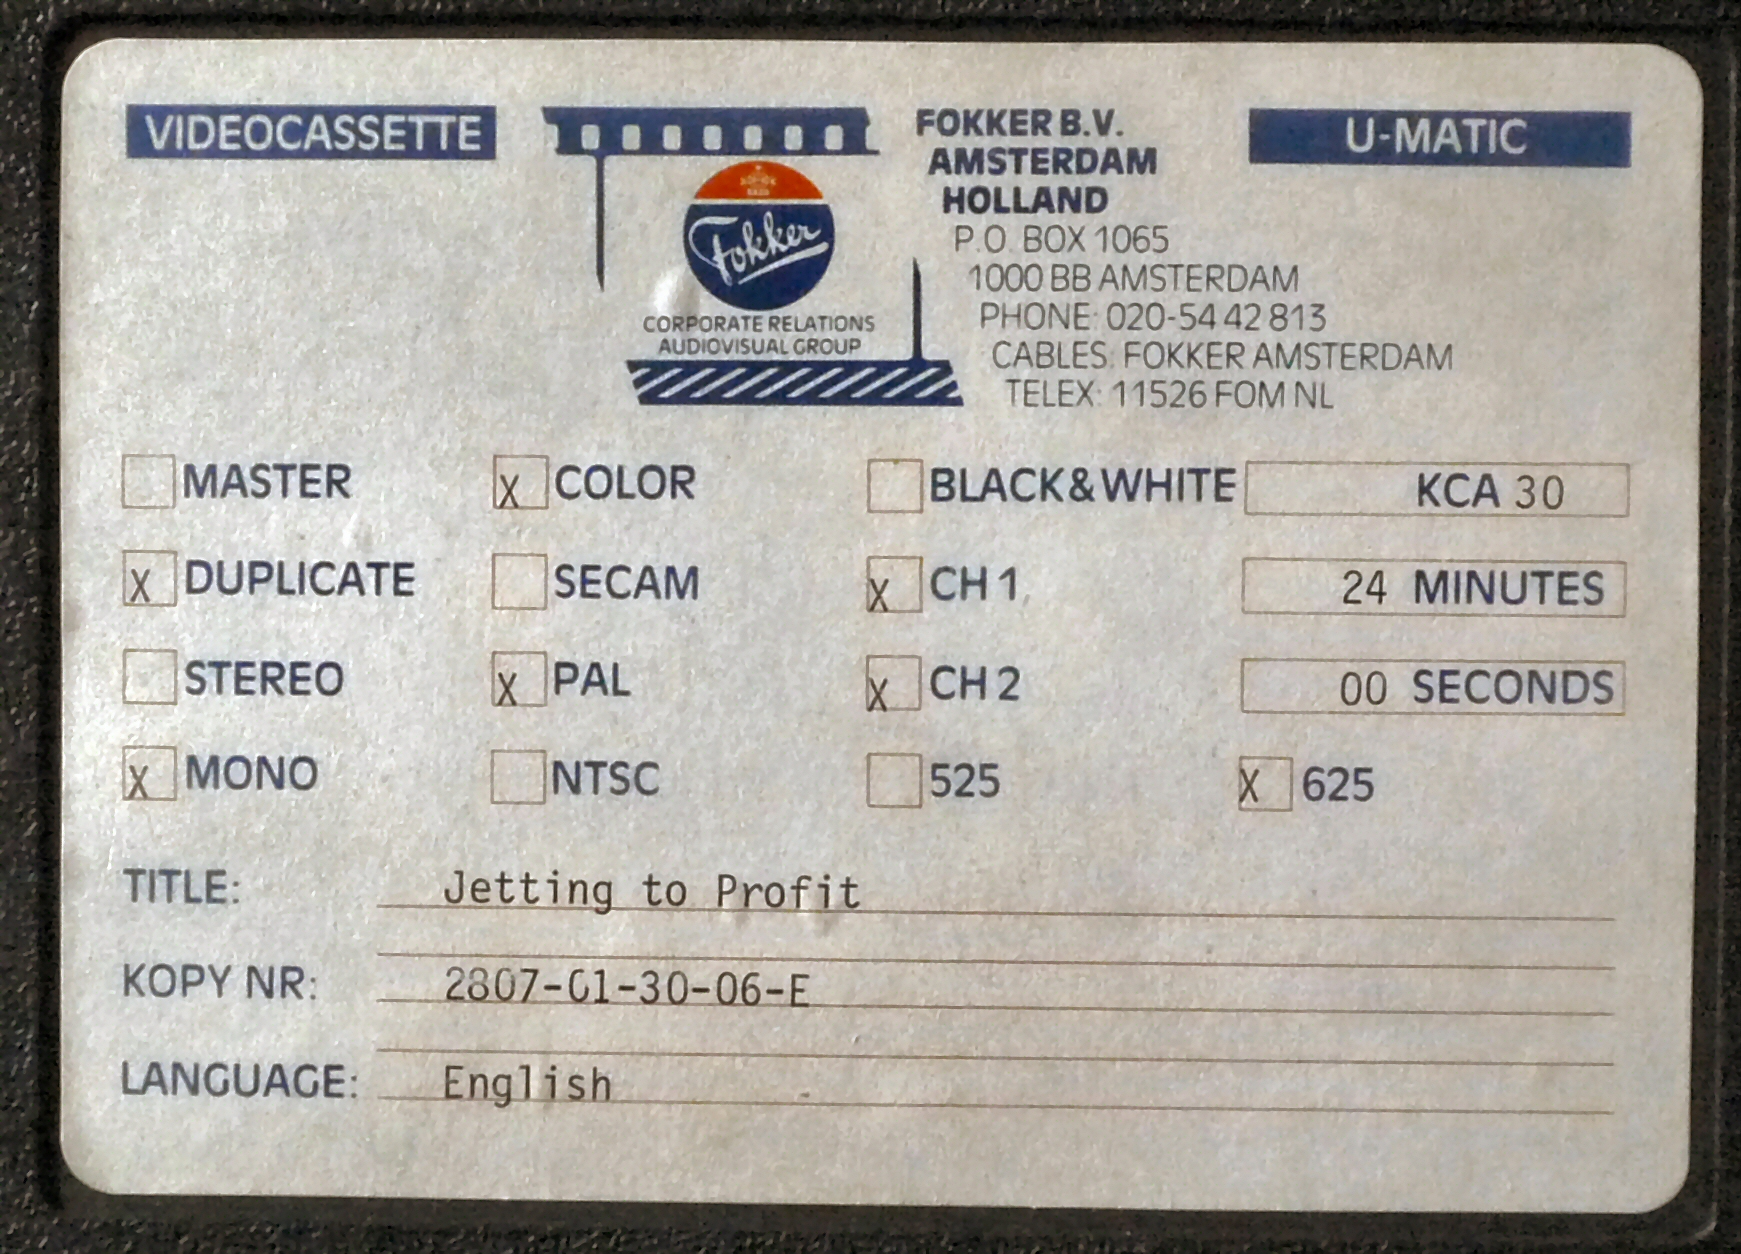 VIDEOCASSETTE
Fokker
CORPORATE RELATIONS
AUDIOVISUAL GROUP
FOKKER B.V.
AMSTERDAM
HOLLAND
P.O. BOX 1065
1000 BB AMSTERDAM
PHONE: 020-54 42 813
CABLES: FOKKER AMSTERDAM
TELEX: 11526 FOM NL
U-MATIC
MASTER X COLOR BLACK&WHITE KCA 30
X DUPLICATE SECAM X CH 1 24 MINUTES
STEREO X PAL X CH 2 00 SECONDS
X MONO NTSC 525 X 625
TITLE: Jetting to Profit
KOPY NR: 2807-01-30-06-E
LANGUAGE: English